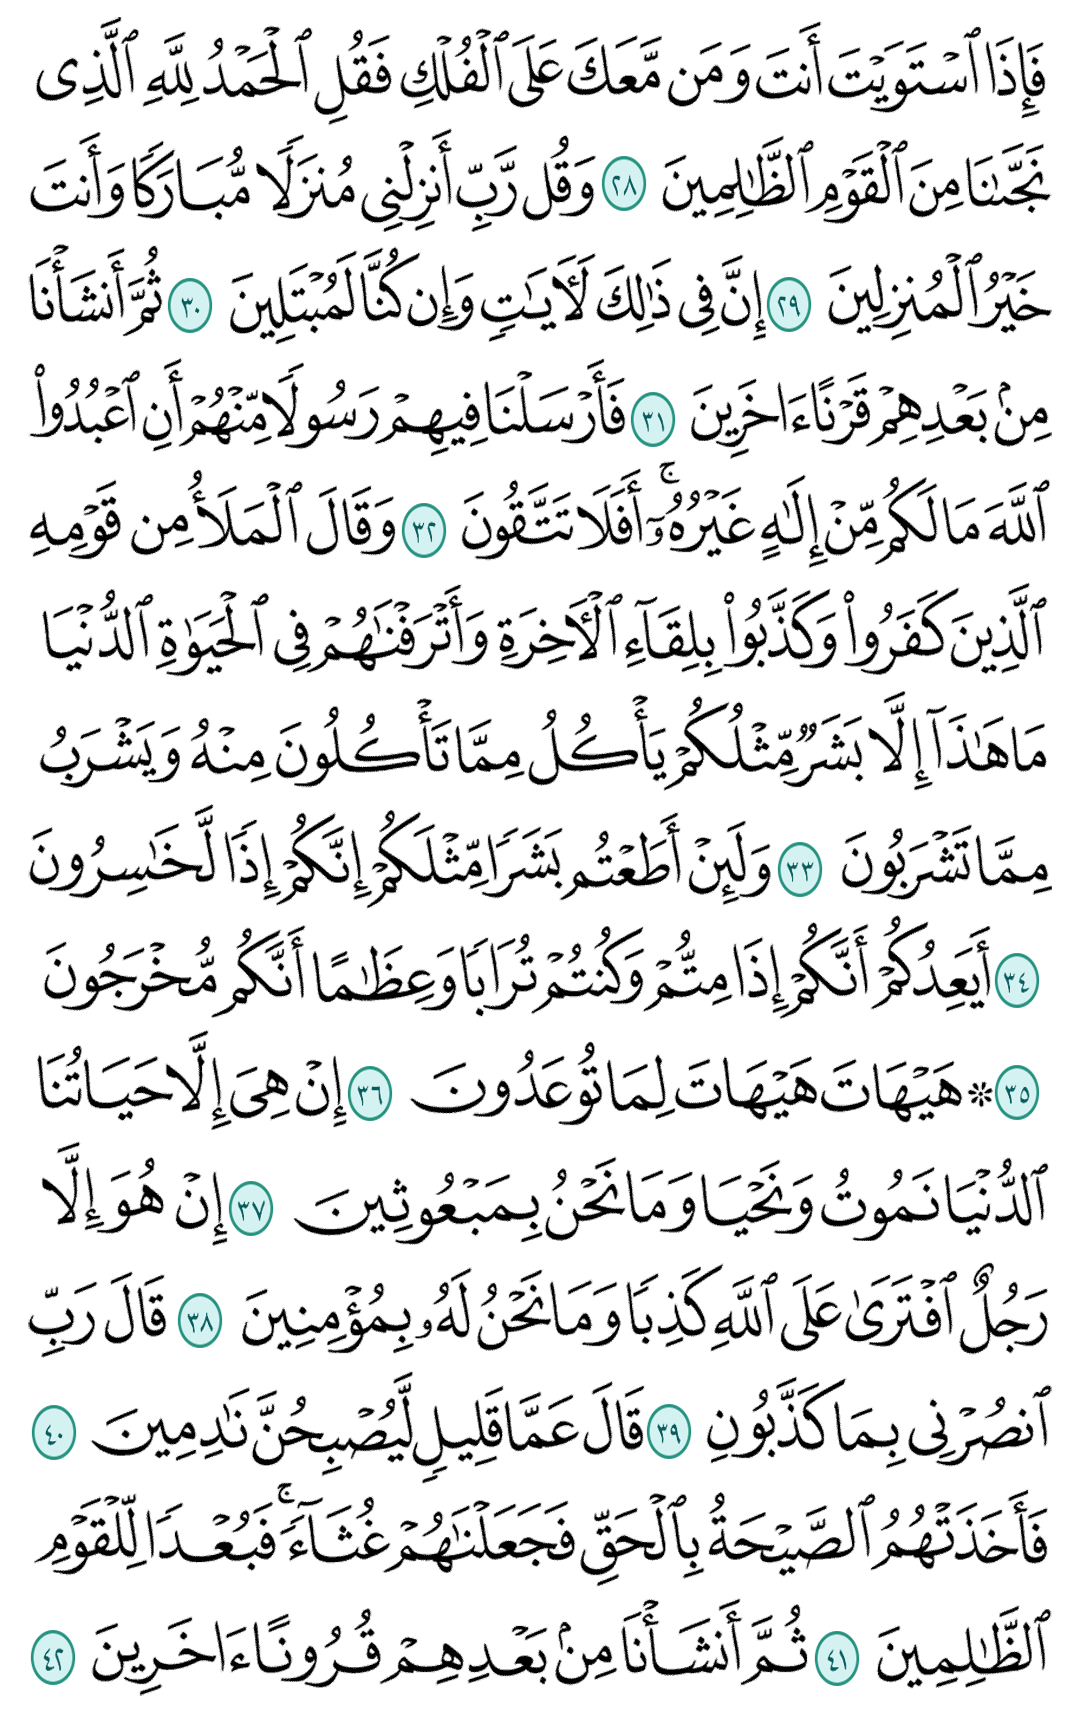 فَإِذَا ٱسْتَوَيْتَ أَنتَ وَمَن مَّعَكَ عَلَى ٱلْفُلْكِ فَقُلِ ٱلْحَمْدُ لِلَّهِ ٱلَّذِى
نَجَّىٰنَا مِنَ ٱلْقَوْمِ ٱلظَّـٰلِمِينَ ٢٨ وَقُل رَّبِّ أَنزِلْنِى مُنزَلًا مُّبَارَكًا وَأَنتَ
خَيْرُ ٱلْمُنزِلِينَ ٢٩ إِنَّ فِى ذَٰلِكَ لَـَٔايَـٰتٍ وَإِن كُنَّا لَمُبْتَلِينَ ٣٠ ثُمَّ أَنشَأْنَا
مِنۢ بَعْدِهِمْ قَرْنًا ءَاخَرِينَ ٣١ فَأَرْسَلْنَا فِيهِمْ رَسُولًا مِّنْهُمْ أَنِ ٱعْبُدُوا۟
ٱللَّهَ مَا لَكُم مِّنْ إِلَـٰهٍ غَيْرُهُۥٓ ۚ أَفَلَا تَتَّقُونَ ٣٢ وَقَالَ ٱلْمَلَأُ مِن قَوْمِهِ
ٱلَّذِينَ كَفَرُوا۟ وَكَذَّبُوا۟ بِلِقَآءِ ٱلْـَٔاخِرَةِ وَأَتْرَفْنَـٰهُمْ فِى ٱلْحَيَوٰةِ ٱلدُّنْيَا
مَا هَـٰذَآ إِلَّا بَشَرٌ مِّثْلُكُمْ يَأْكُلُ مِمَّا تَأْكُلُونَ مِنْهُ وَيَشْرَبُ
مِمَّا تَشْرَبُونَ ٣٣ وَلَئِنْ أَطَعْتُم بَشَرًا مِّثْلَكُمْ إِنَّكُمْ إِذًا لَّخَـٰسِرُونَ
٣٤ أَيَعِدُكُمْ أَنَّكُمْ إِذَا مِتُّمْ وَكُنتُمْ تُرَابًا وَعِظَـٰمًا أَنَّكُم مُّخْرَجُونَ
٣٥ ۞ هَيْهَاتَ هَيْهَاتَ لِمَا تُوعَدُونَ ٣٦ إِنْ هِىَ إِلَّا حَيَاتُنَا
ٱلدُّنْيَا نَمُوتُ وَنَحْيَا وَمَا نَحْنُ بِمَبْعُوثِينَ ٣٧ إِنْ هُوَ إِلَّا
رَجُلٌ ٱفْتَرَىٰ عَلَى ٱللَّهِ كَذِبًا وَمَا نَحْنُ لَهُۥ بِمُؤْمِنِينَ ٣٨ قَالَ رَبِّ
ٱنصُرْنِى بِمَا كَذَّبُونِ ٣٩ قَالَ عَمَّا قَلِيلٍ لَّيُصْبِحُنَّ نَـٰدِمِينَ ٤٠
فَأَخَذَتْهُمُ ٱلصَّيْحَةُ بِٱلْحَقِّ فَجَعَلْنَـٰهُمْ غُثَآءً ۚ فَبُعْدًا لِّلْقَوْمِ
ٱلظَّـٰلِمِينَ ٤١ ثُمَّ أَنشَأْنَا مِنۢ بَعْدِهِمْ قُرُونًا ءَاخَرِينَ ٤٢